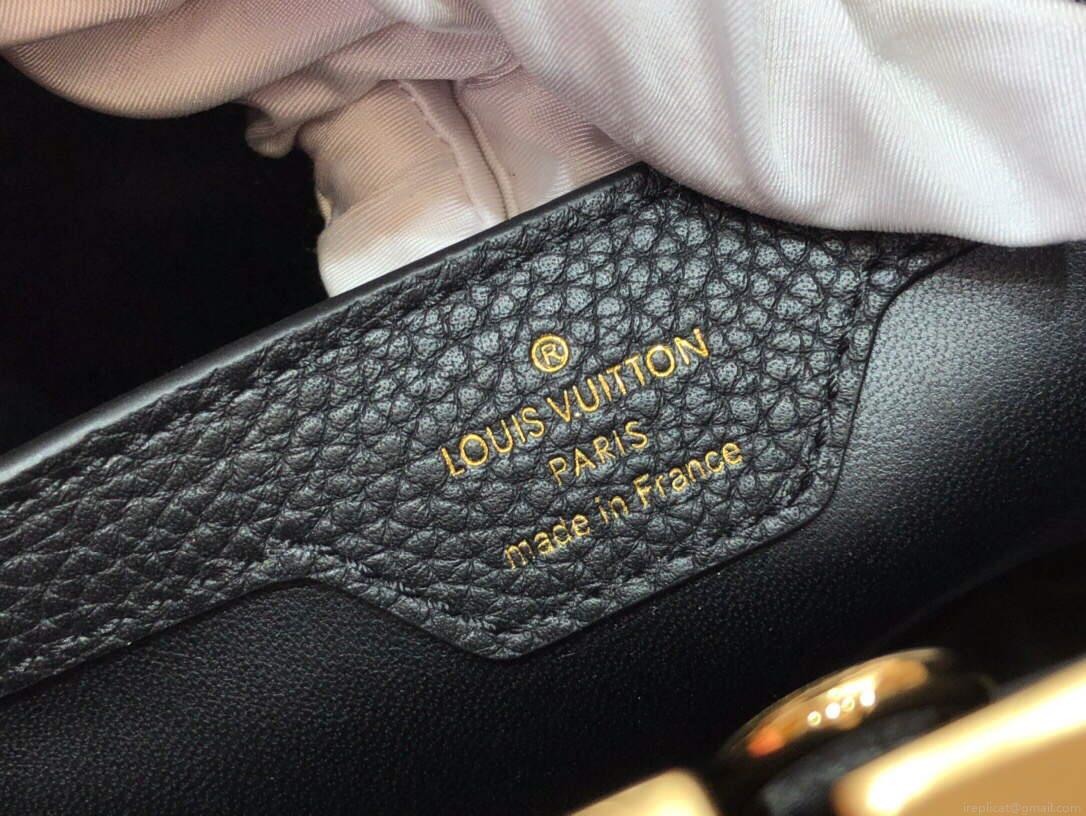 ®
LOUIS VUITTON
PARIS
made in France
ireplicat@gmail.com